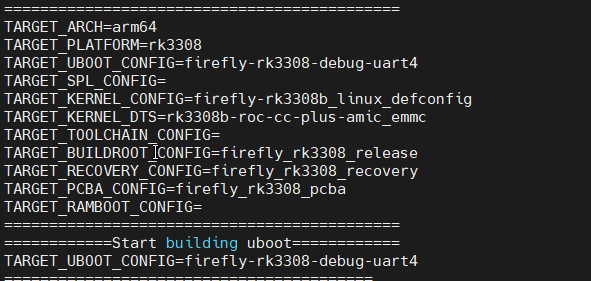 ============================================
TARGET_ARCH=arm64
TARGET_PLATFORM=rk3308
TARGET_UBOOT_CONFIG=firefly-rk3308-debug-uart4
TARGET_SPL_CONFIG=
TARGET_KERNEL_CONFIG=firefly-rk3308b_linux_defconfig
TARGET_KERNEL_DTS=rk3308b-roc-cc-plus-amic_emmc
TARGET_TOOLCHAIN_CONFIG=
TARGET_BUILDROOT_CONFIG=firefly_rk3308_release
TARGET_RECOVERY_CONFIG=firefly_rk3308_recovery
TARGET_PCBA_CONFIG=firefly_rk3308_pcba
TARGET_RAMBOOT_CONFIG=
============================================
============Start building uboot============
TARGET_UBOOT_CONFIG=firefly-rk3308-debug-uart4
=========================================